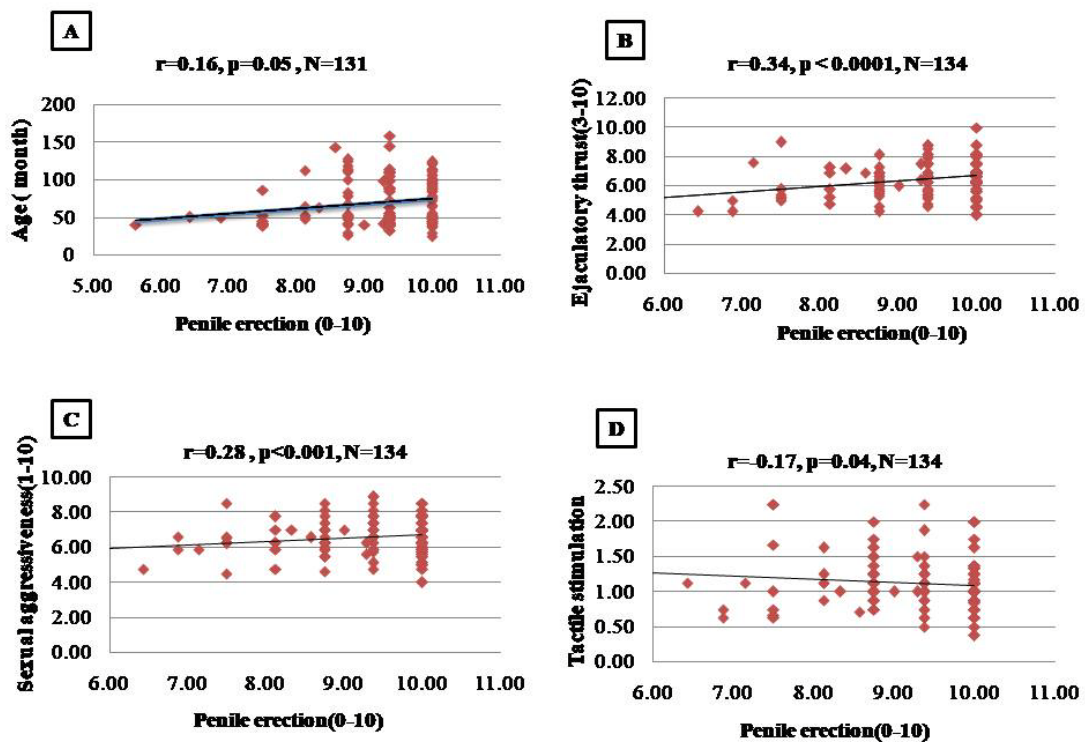 A
r=0.16, p=0.05 , N=131
Age ( month)
200
150
100
50
0
5.00 6.00 7.00 8.00 9.00 10.00 11.00
Penile erection (0-10)
B
r=0.34, p < 0.0001, N=134
Ejaculatory thrust(3-10)
12.00
10.00
8.00
6.00
4.00
2.00
0.00
6.00 7.00 8.00 9.00 10.00 11.00
Penile erection(0-10)
C
r=0.28 , p<0.001, N=134
Sexual aggressiveness(1-10)
10.00
8.00
6.00
4.00
2.00
0.00
6.00 7.00 8.00 9.00 10.00 11.00
Penile erection(0-10)
D
r=-0.17, p=0.04, N=134
Tactile stimulation
2.50
2.00
1.50
1.00
0.50
0.00
6.00 7.00 8.00 9.00 10.00 11.00
Penile erection(0-10)